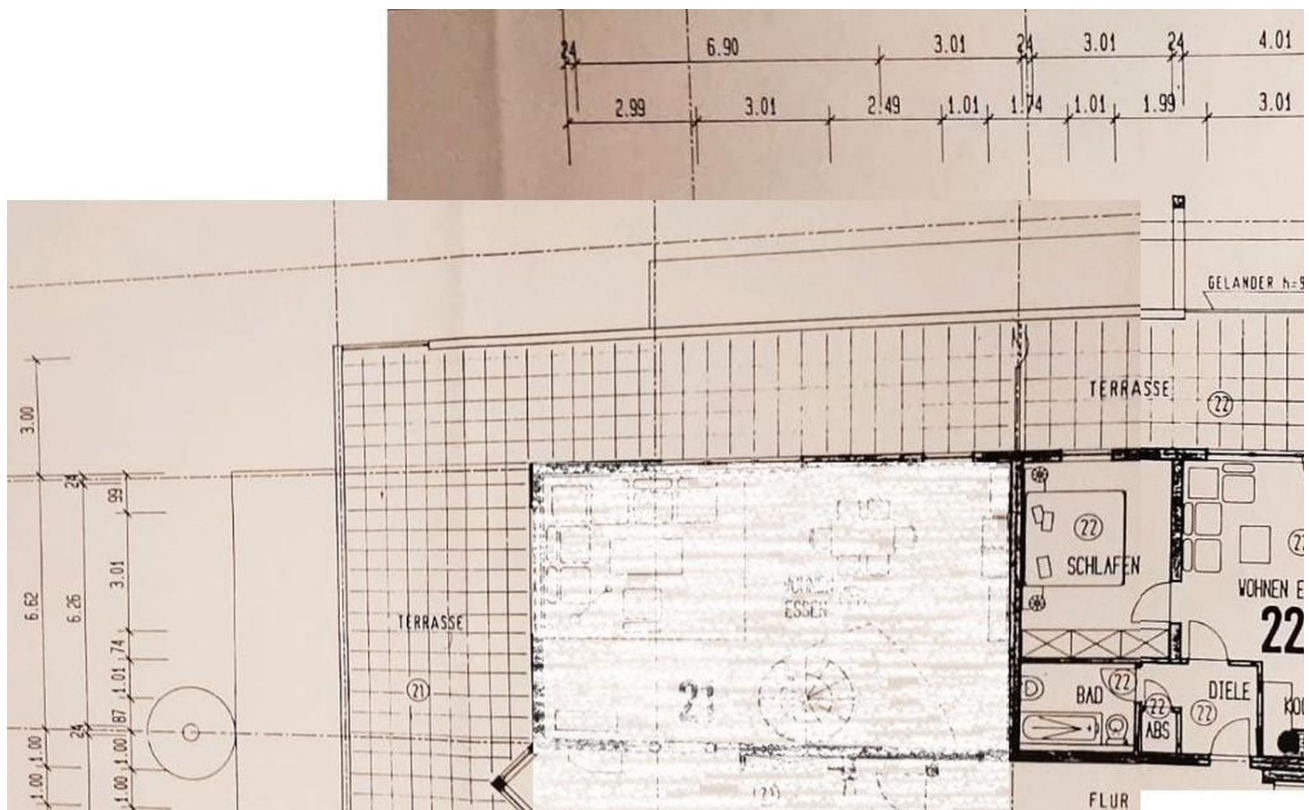 24 6.90 3.01 24 3.01 24 4.01
2.99 3.01 2.49 1.01 1.74 1.01 1.99 3.01
GELANDER h=9
TERRASSE
22
3.00
24
99
22
SCHLAFEN
3.01
6.62
6.26
WOHNEN E
ESSEN
22
TERRASSE
.74
1.01
21
21
22
BAD
DIELE
22
22
ABS
87
24
1.00
1.00
1.00
1.00
FLUR
(21)